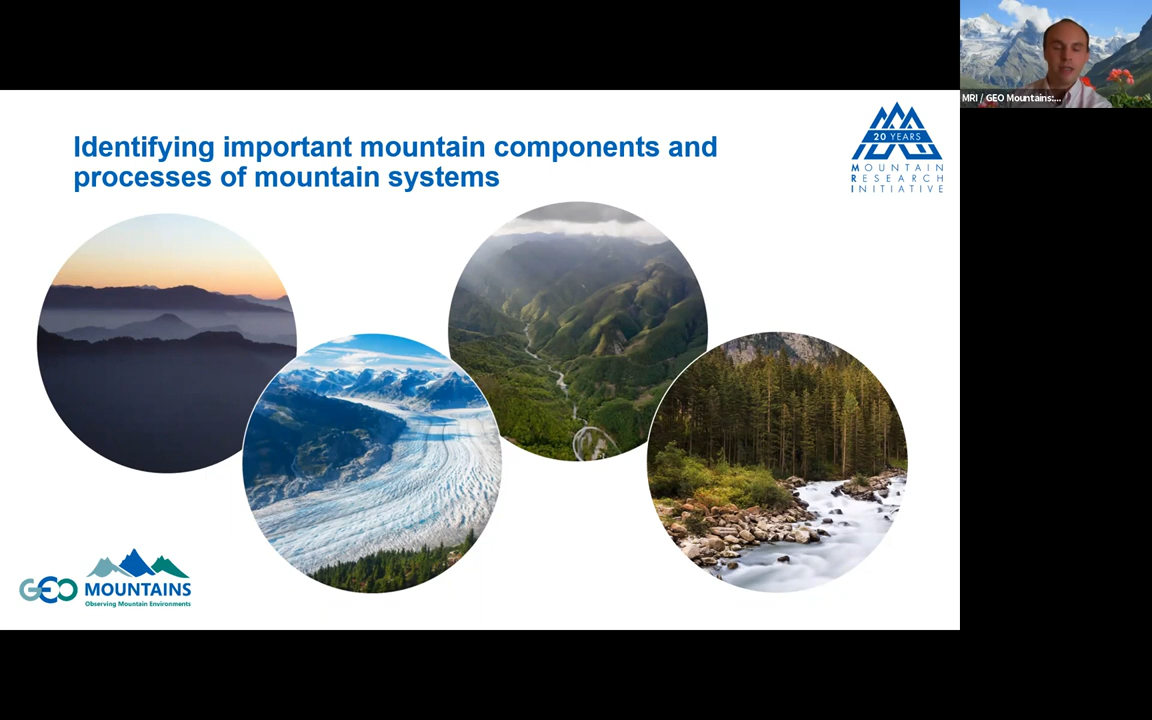 MRI / GEO Mountains:...
Identifying important mountain components and
processes of mountain systems
20 YEARS
MOUNTAIN
RESEARCH
INITIATIVE
GEO MOUNTAINS
Observing Mountain Environments